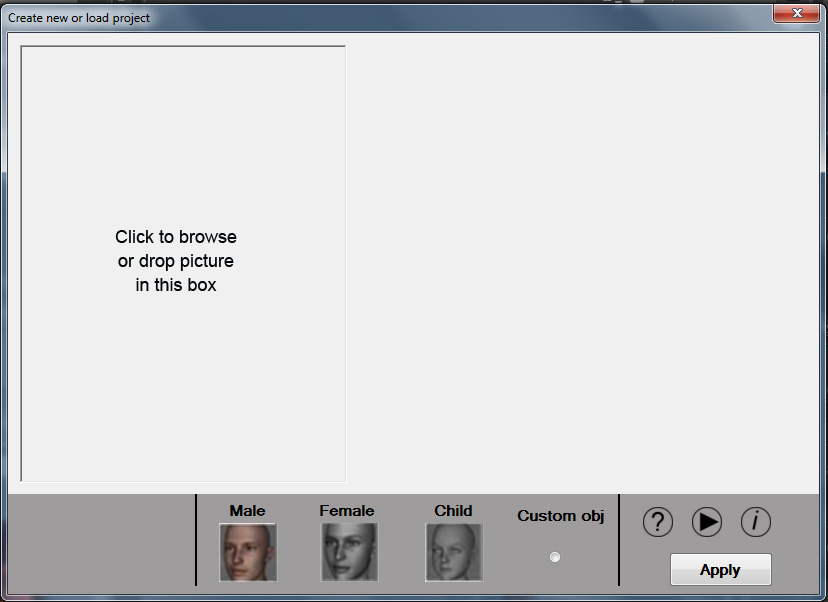 Create new or load project
Click to browse
or drop picture
in this box
Male
Female
Child
Custom obj
?
i
Apply